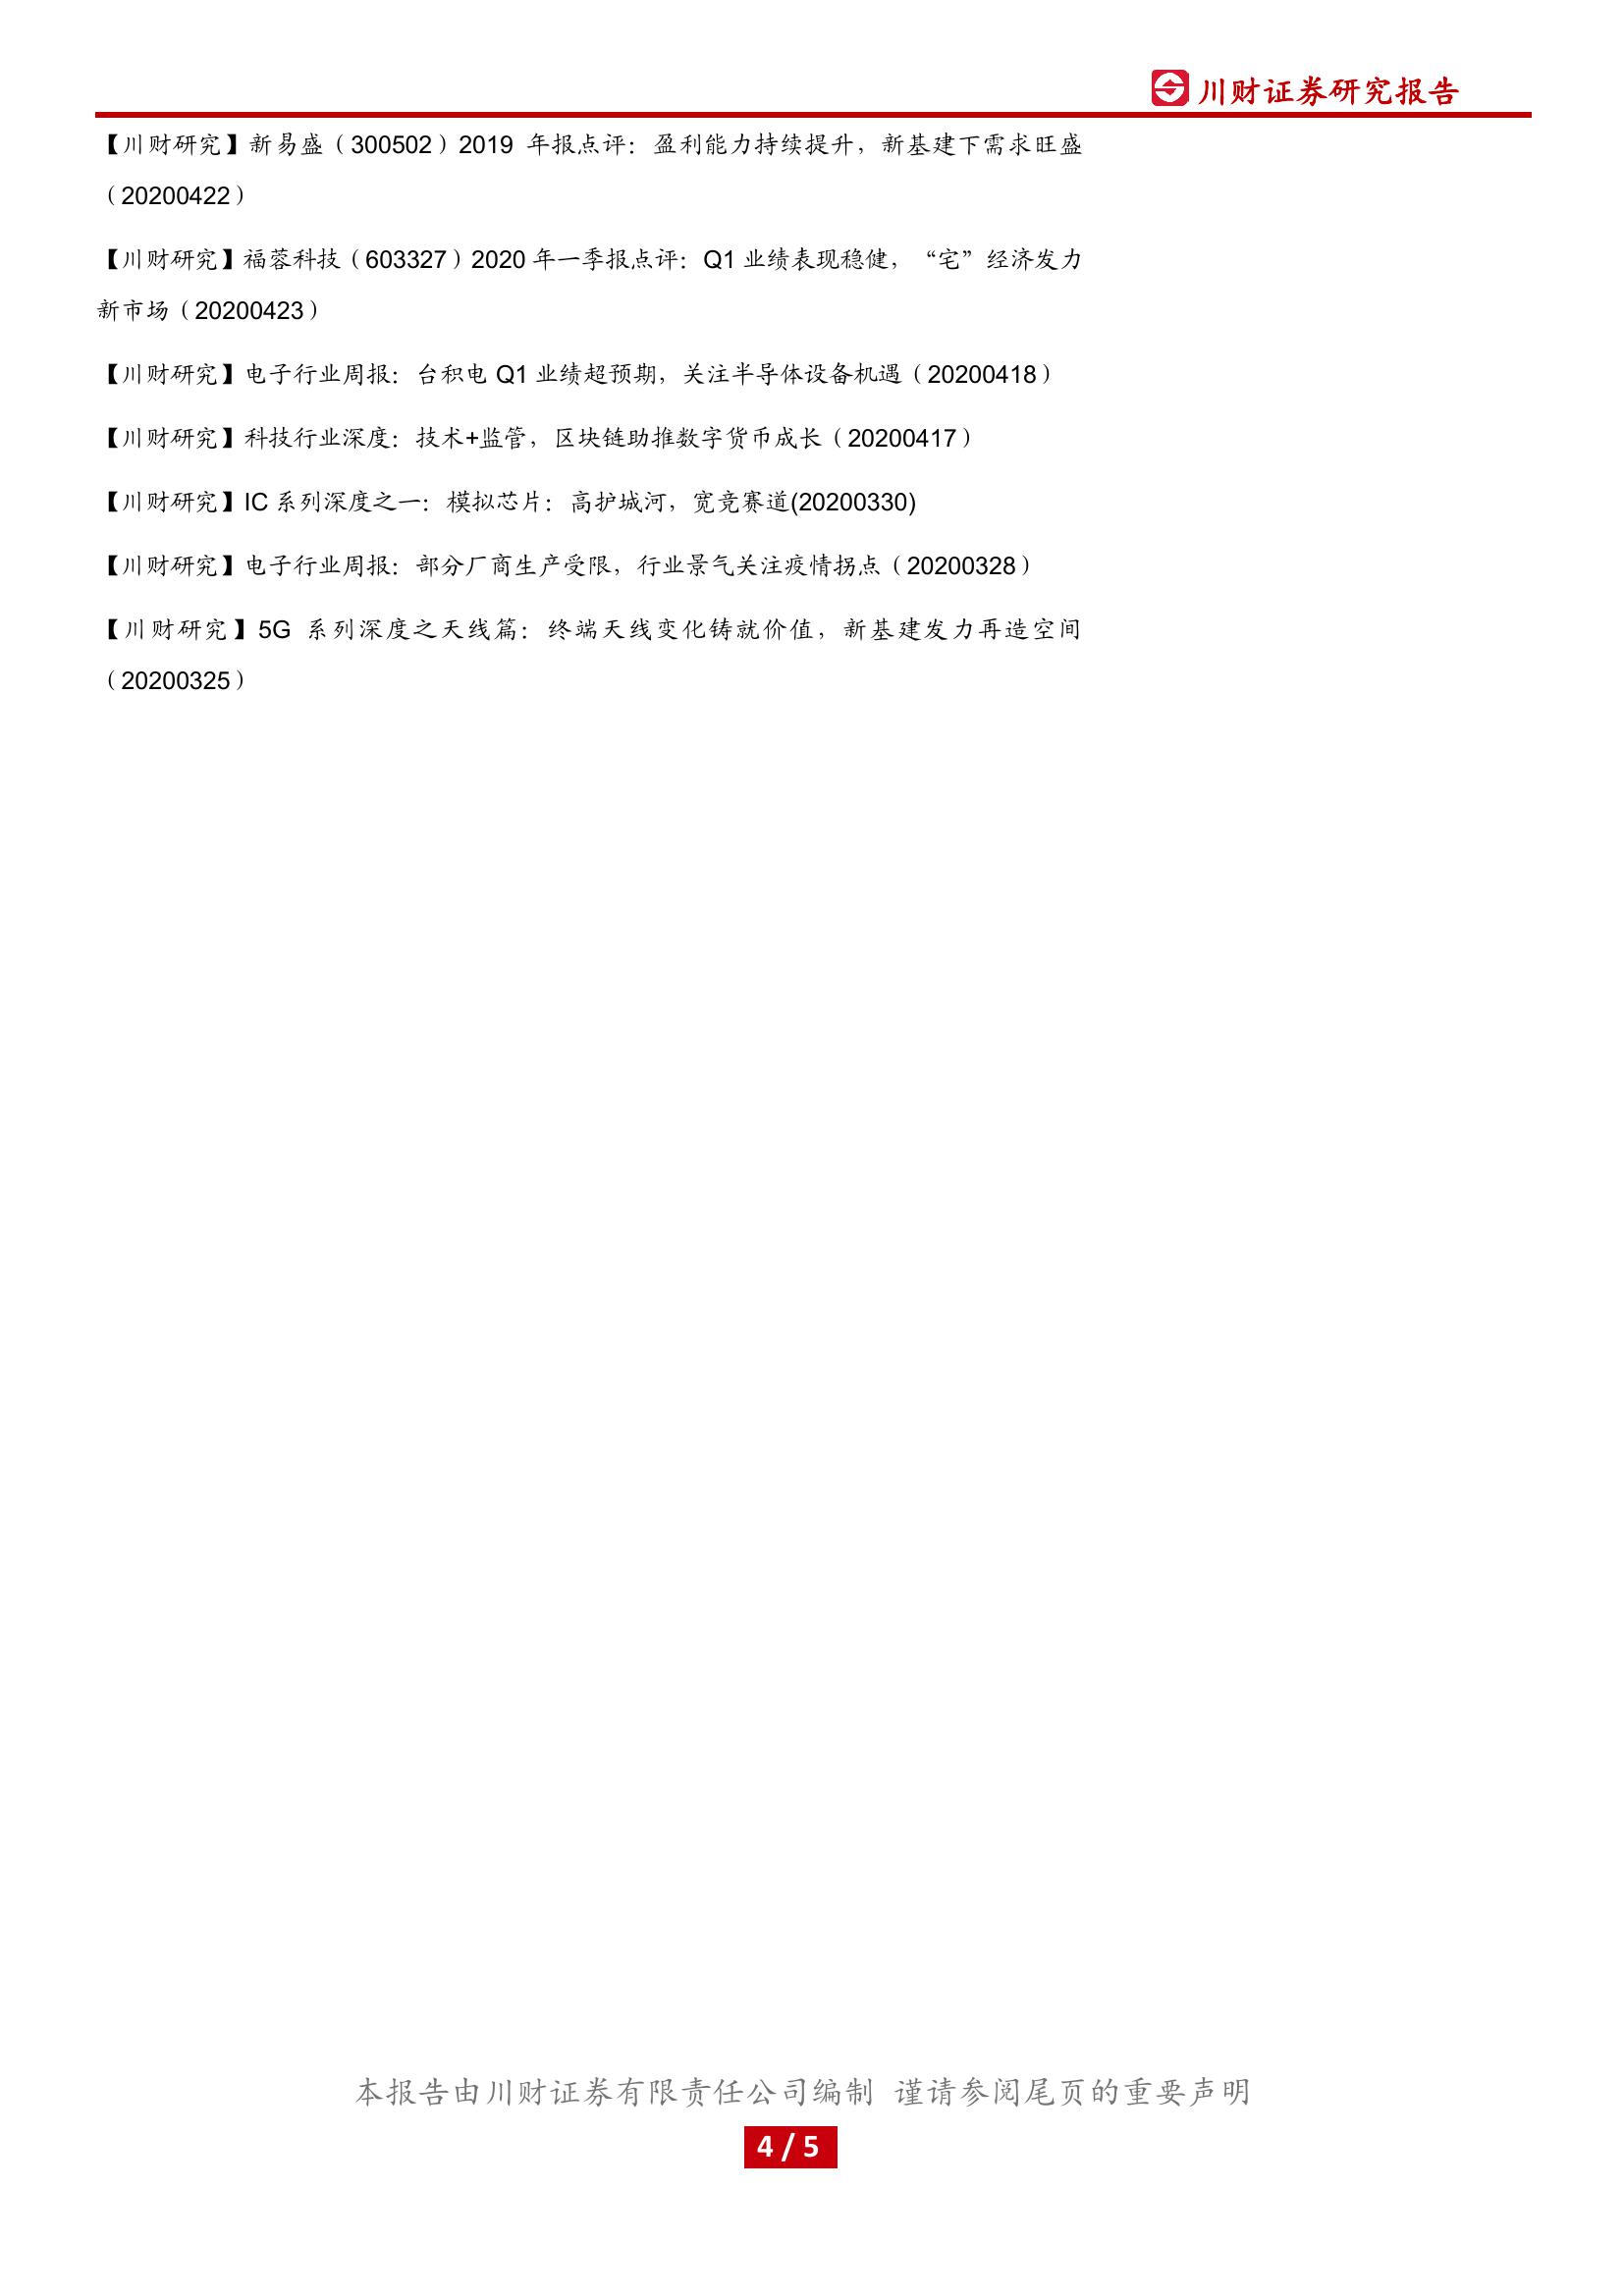 川财证券研究报告
【川财研究】新易盛（300502）2019 年报点评：盈利能力持续提升，新基建下需求旺盛
（20200422）
【川财研究】福蓉科技（603327）2020 年一季报点评：Q1 业绩表现稳健，“宅”经济发力
新市场（20200423）
【川财研究】电子行业周报：台积电 Q1 业绩超预期，关注半导体设备机遇（20200418）
【川财研究】科技行业深度：技术+监管，区块链助推数字货币成长（20200417）
【川财研究】IC 系列深度之一：模拟芯片：高护城河，宽竞赛道(20200330)
【川财研究】电子行业周报：部分厂商生产受限，行业景气关注疫情拐点（20200328）
【川财研究】5G 系列深度之天线篇：终端天线变化铸就价值，新基建发力再造空间
（20200325）
本报告由川财证券有限责任公司编制 谨请参阅尾页的重要声明
4 / 5